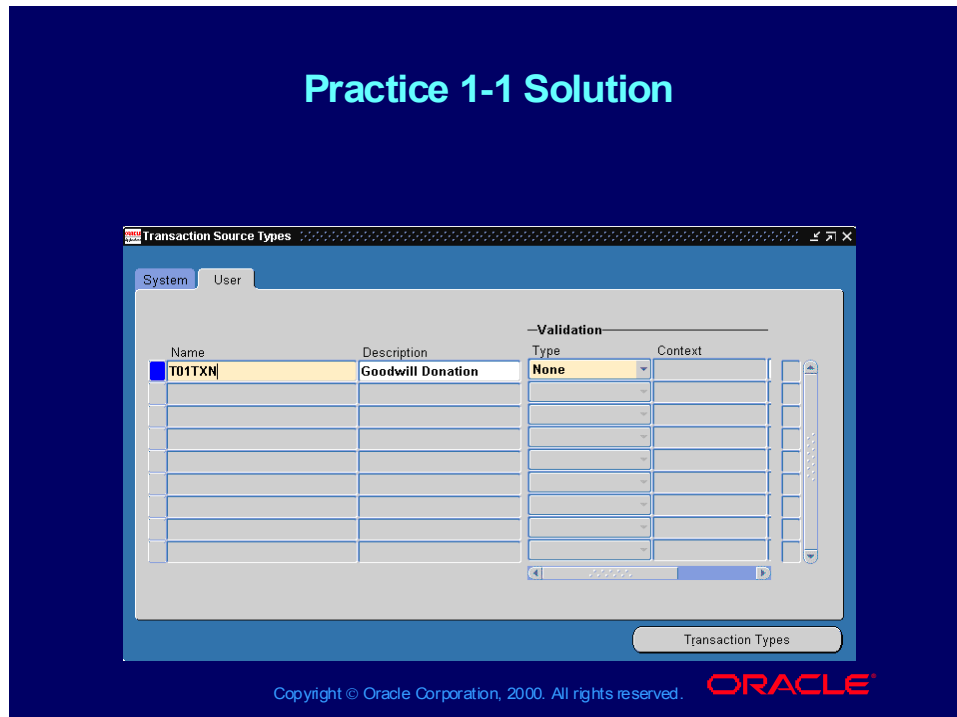 Practice 1-1 Solution
Transaction Source Types
System User
Validation
Name Description Type Context
T01TXN Goodwill Donation None
Transaction Types
Copyright © Oracle Corporation, 2000. All rights reserved.
ORACLE®